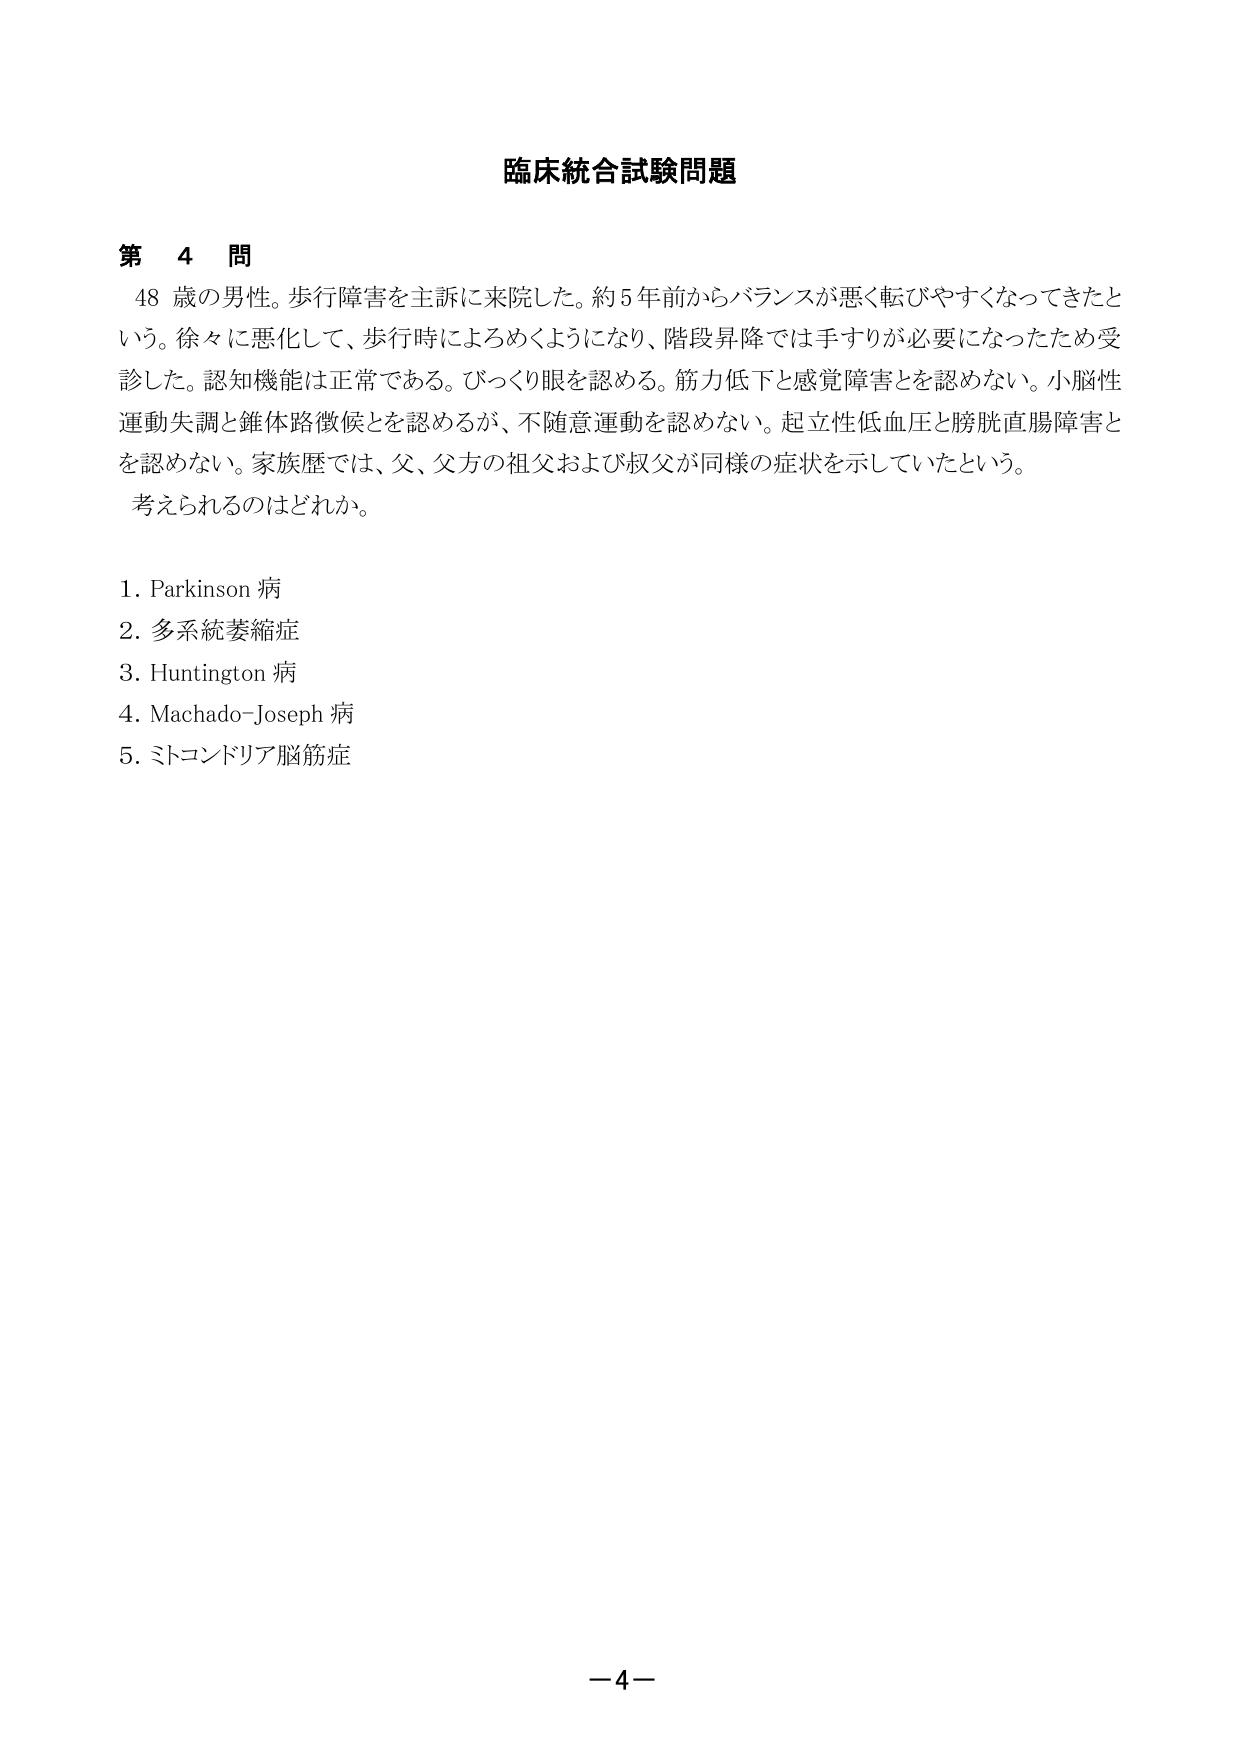 臨床統合試験問題
第 4 問
48 歳の男性。歩行障害を主訴に来院した。約5年前からバランスが悪く転びやすくなってきたと
いう。徐々に悪化して、歩行時によろめくようになり、階段昇降では手すりが必要になったため受
診した。認知機能は正常である。びっくり眼を認める。筋力低下と感覚障害とを認めない。小脳性
運動失調と錐体路徴候とを認めるが、不随意運動を認めない。起立性低血圧と膀胱直腸障害と
を認めない。家族歴では、父、父方の祖父および叔父が同様の症状を示していたという。
考えられるのはどれか。
1. Parkinson 病
2. 多系統萎縮症
3. Huntington 病
4. Machado-Joseph 病
5. ミトコンドリア脳筋症
―4―